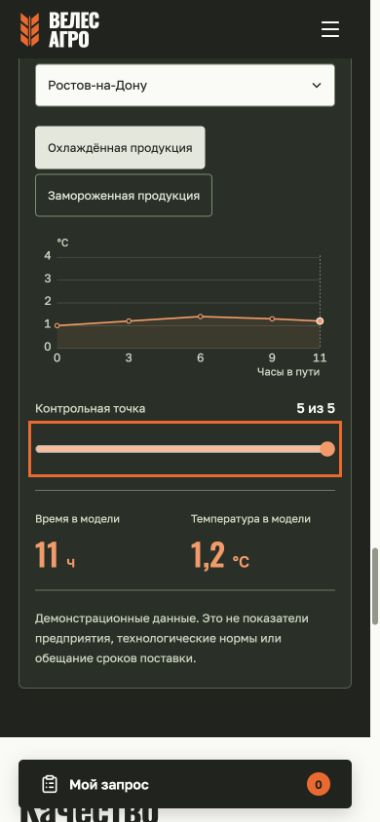 ВЕЛЕС
АГРО
Ростов-на-Дону
Охлаждённая продукция
Замороженная продукция
°C
4
3
2
1
0
0 3 6 9 11
Часы в пути
Контрольная точка 5 из 5
Время в модели Температура в модели
11 ч 1,2 °C
Демонстрационные данные. Это не показатели
предприятия, технологические нормы или
обещание сроков поставки.
Мой запрос 0
Качество